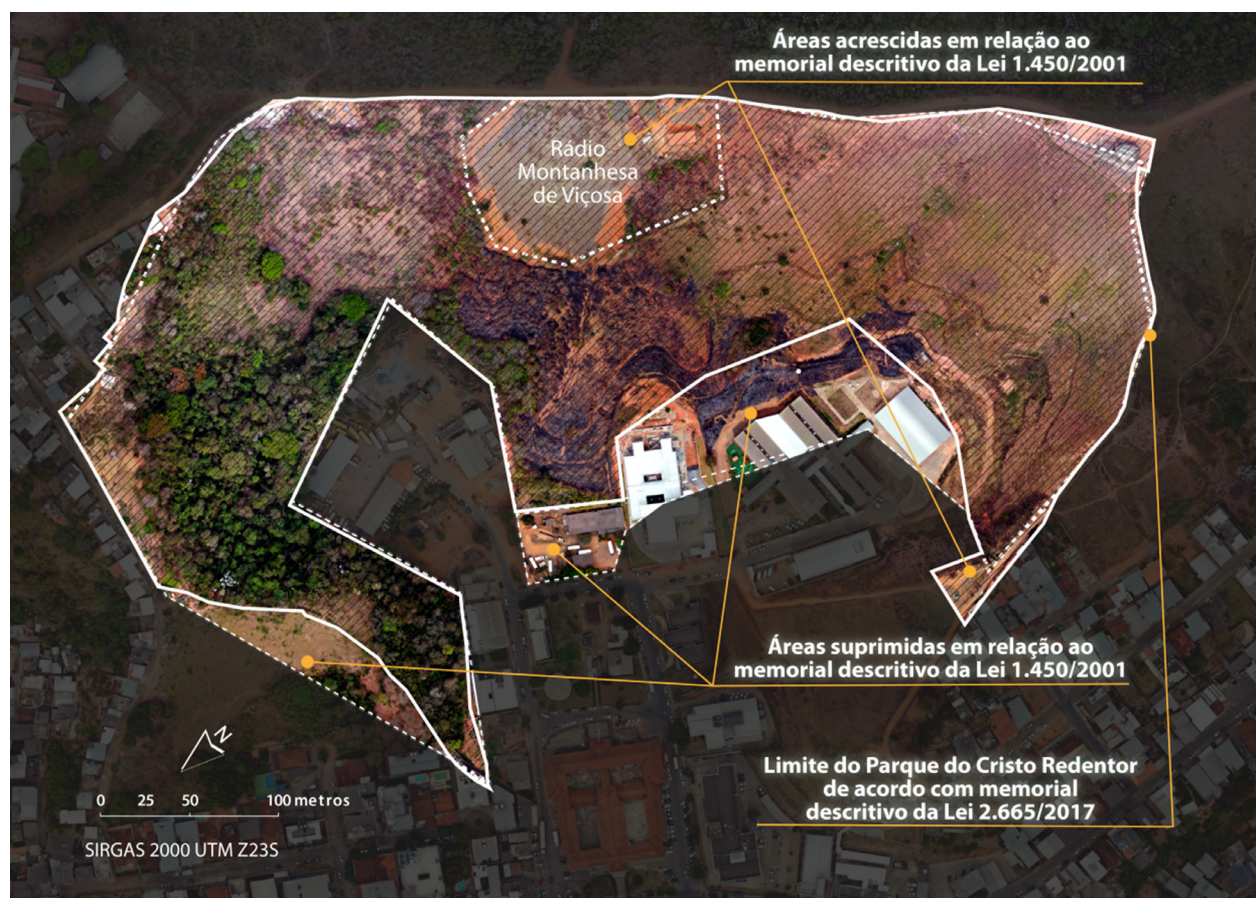 Áreas acrescidas em relação ao
memorial descritivo da Lei 1.450/2001
Rádio
Montanhesa
de Viçosa
Áreas suprimidas em relação ao
memorial descritivo da Lei 1.450/2001
Limite do Parque do Cristo Redentor
de acordo com memorial
descritivo da Lei 2.665/2017
N
0 25 50 100 metros
SIRGAS 2000 UTM Z23S